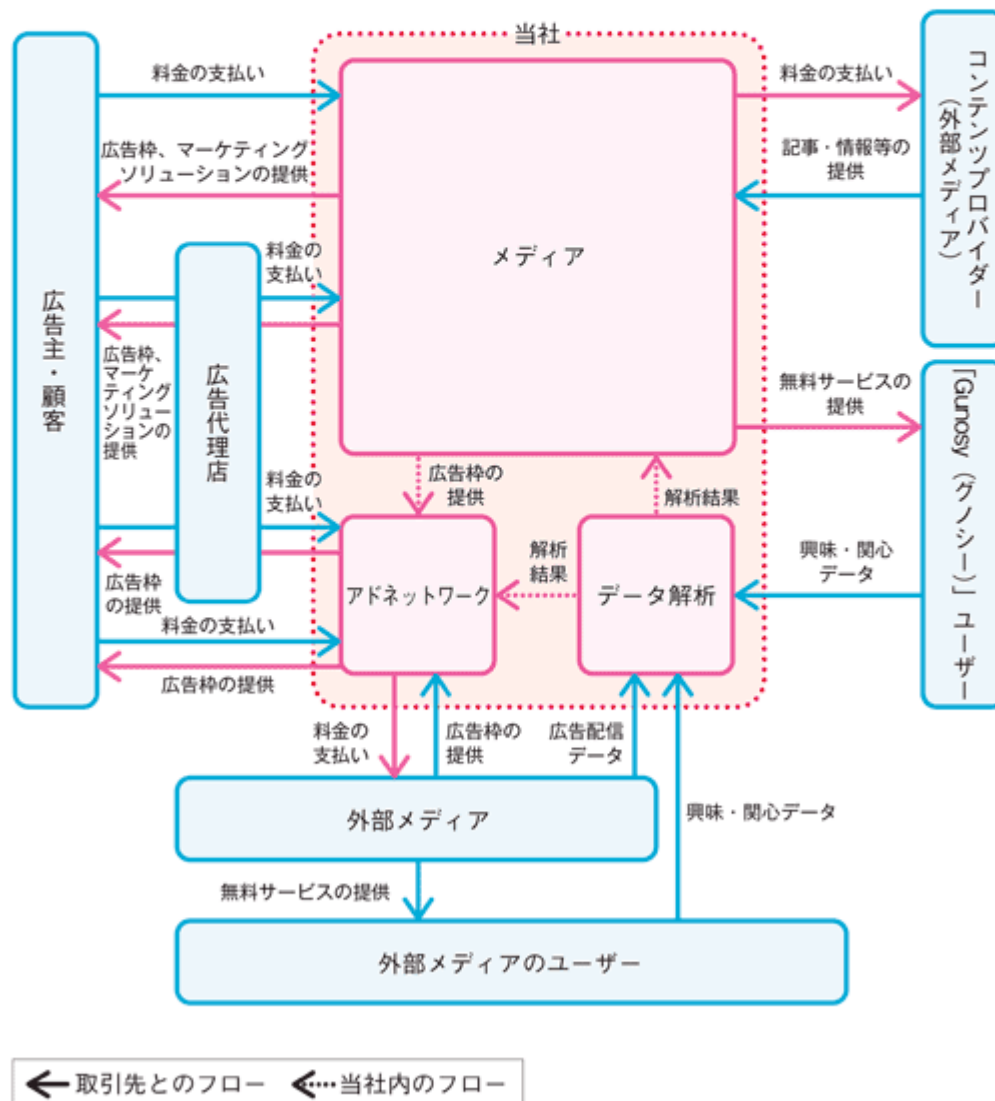 当社
料金の支払い
広告枠、マーケティング
ソリューションの提供
料金の
支払い
広告枠、
マーケ
ティング
ソリュー
ションの
提供
料金の
支払い
広告枠
の提供
料金の支払い
広告枠の提供
広告主・顧客
広告代理店
メディア
広告枠の
提供
解析結果
解析
結果
アドネットワーク
データ解析
料金の支払い
記事・情報等の
提供
コンテンツプロバイダー
（外部メディア）
無料サービスの
提供
興味・関心
データ
「Gunosy（グノシー）」ユーザー
料金の
支払い
広告枠の
提供
広告配信
データ
興味・関心データ
外部メディア
無料サービスの提供
外部メディアのユーザー
取引先とのフロー
当社内のフロー